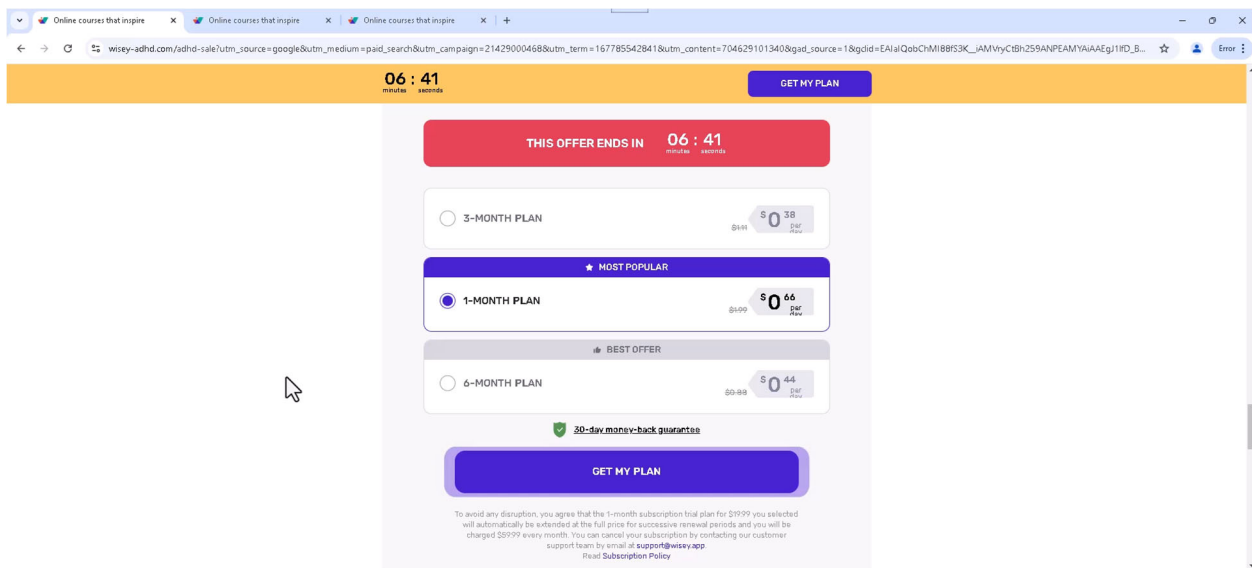 Online courses that inspire
Online courses that inspire
Online courses that inspire
wisey-adhd.com/adhd-sale?utm_source=google&utm_medium=paid_search&utm_campaign=21429000468&utm_term=167785542841&utm_content=704629101340&gad_source=1&gclid=
Error
06 : 41
minutes seconds
GET MY PLAN
THIS OFFER ENDS IN 06 : 41
minutes seconds
3-MONTH PLAN
$1.11 $0 38
per day
MOST POPULAR
1-MONTH PLAN
$1.99 $0 66
per day
BEST OFFER
6-MONTH PLAN
$0.88 $0 44
per day
30-day money-back guarantee
GET MY PLAN
To avoid any disruption, you agree that the 1-month subscription trial plan for $19.99 you selected
will automatically be extended at the full price for successive renewal periods and you will be
charged $59.99 every month. You can cancel your subscription by contacting our customer
support team by email at support@wisey.app.
Read Subscription Policy